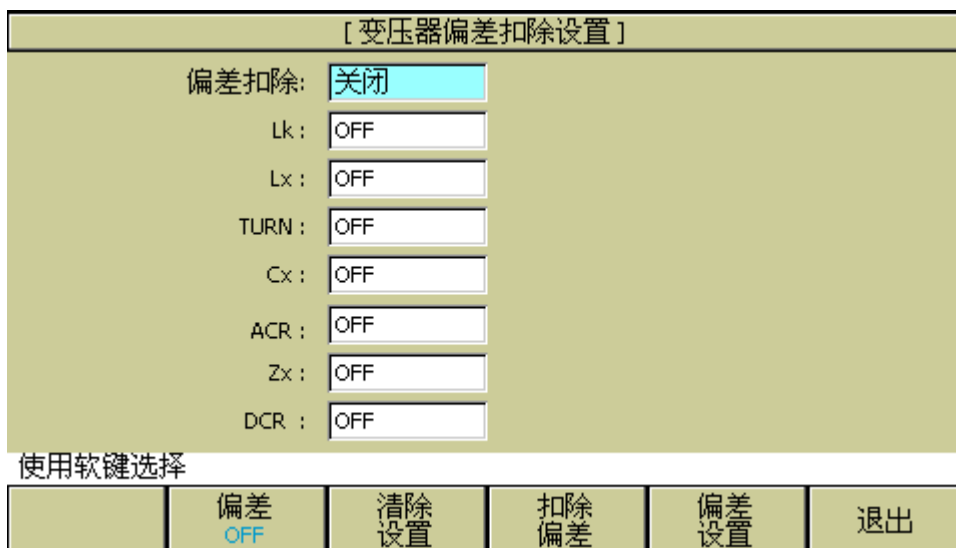 [ 变压器偏差扣除设置 ]
偏差扣除: 关闭
Lk : OFF
Lx : OFF
TURN : OFF
Cx : OFF
ACR : OFF
Zx : OFF
DCR : OFF
使用软键选择
偏差 OFF
清除设置
扣除偏差
偏差设置
退出